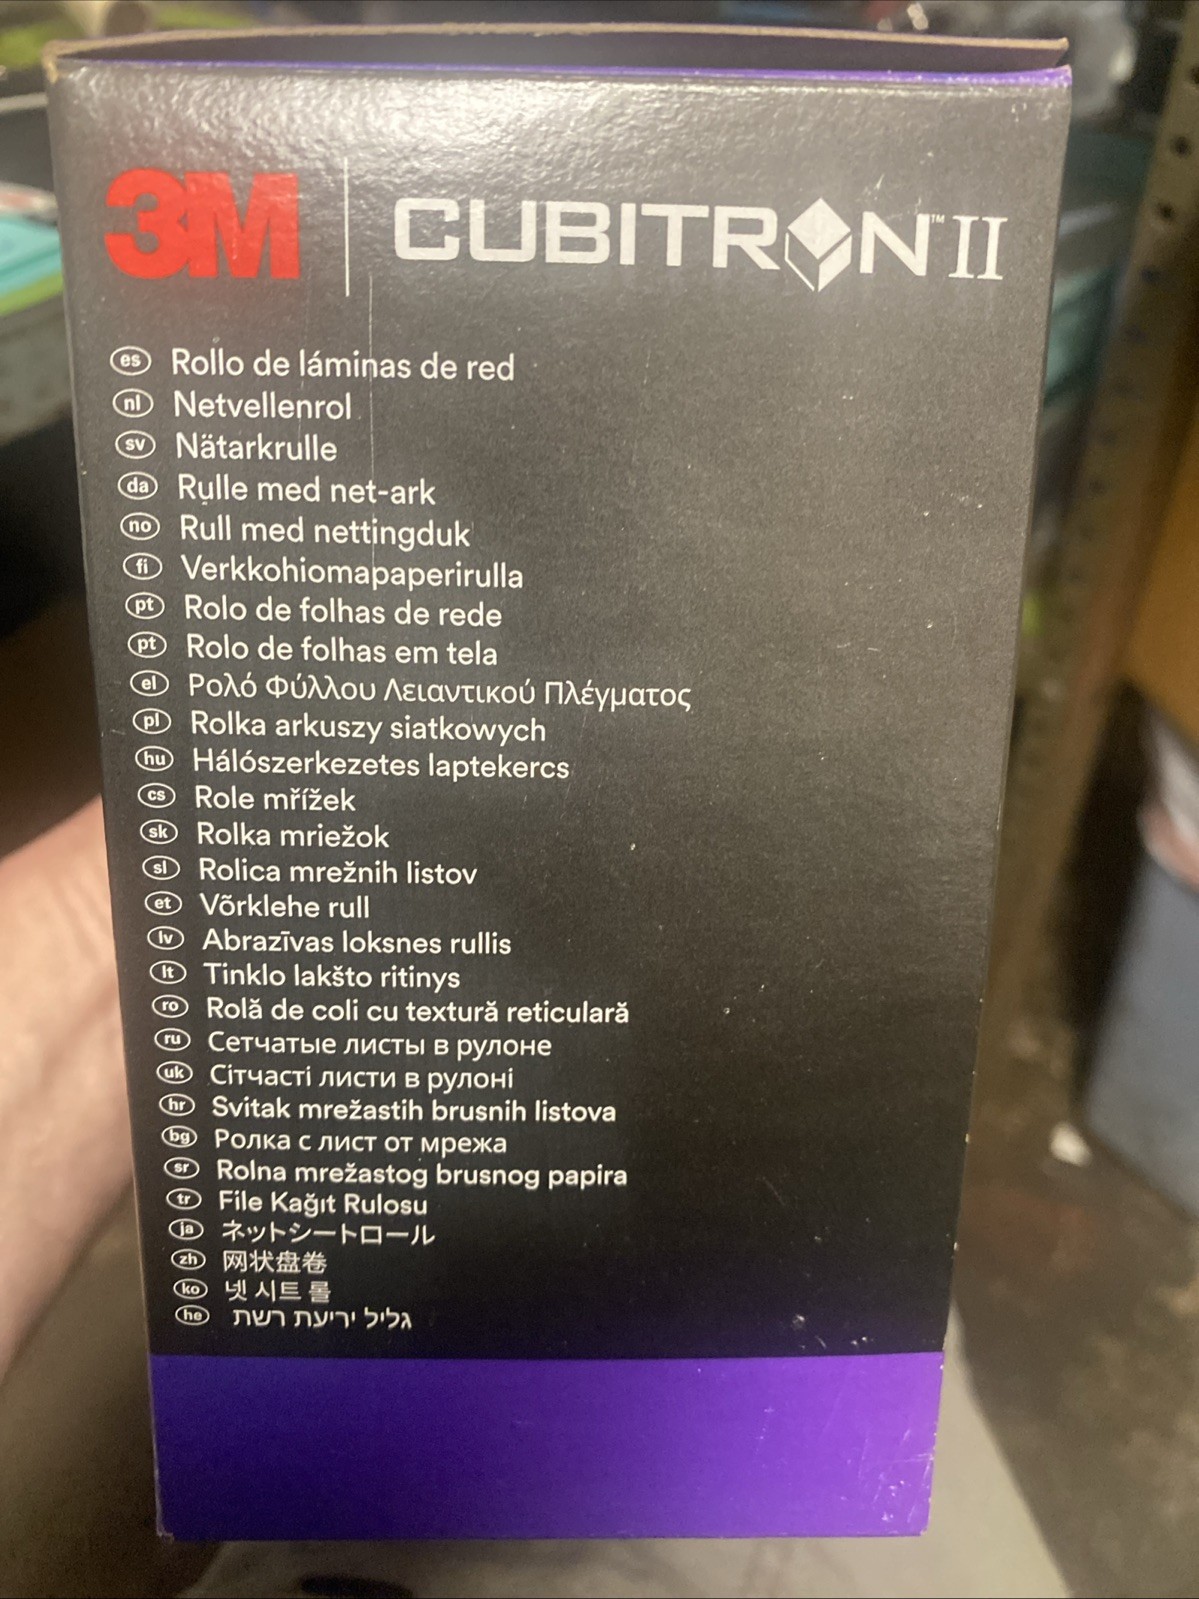 3M | CUBITRON™ II
es Rollo de láminas de red
nl Netvellenrol
sv Nätarkrulle
da Rulle med net-ark
no Rull med nettingduk
fi Verkkohiomapaperirulla
pt Rolo de folhas de rede
pt Rolo de folhas em tela
el Ρολό Φύλλου Λειαντικού Πλέγματος
pl Rolka arkuszy siatkowych
hu Hálószerkezetes laptekercs
cs Role mřížek
sk Rolka mriežok
sl Rolica mrežnih listov
et Võrklehe rull
lv Abrazīvas loksnes rullis
lt Tinklo lakšto ritinys
ro Rolă de coli cu textură reticulară
ru Сетчатые листы в рулоне
uk Сітчасті листи в рулоні
hr Svitak mrežastih brusnih listova
bg Ролка с лист от мрежа
sr Rolna mrežastog brusnog papira
tr File Kağıt Rulosu
ja ネットシートロール
zh 网状盘卷
ko 넷 시트 롤
he גליל יריעת רשת